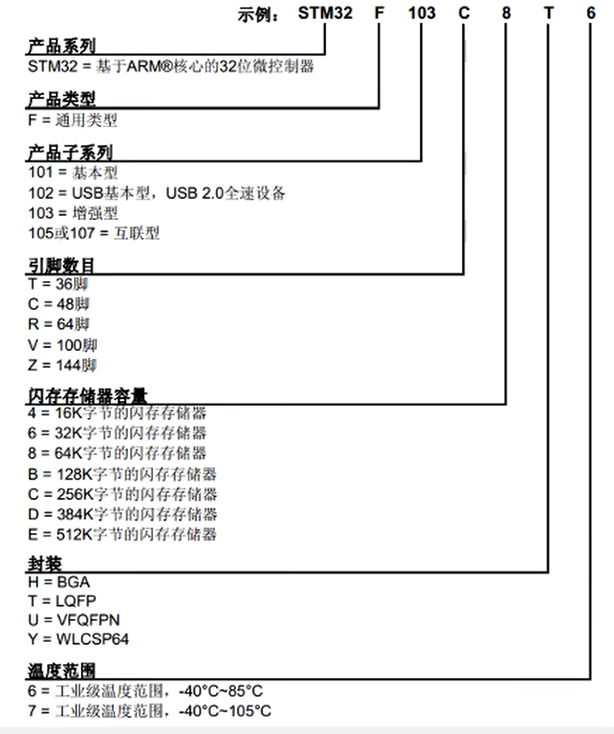 示例： STM32 F 103 C 8 T 6
产品系列
STM32 = 基于ARM®核心的32位微控制器
产品类型
F = 通用类型
产品子系列
101 = 基本型
102 = USB基本型，USB 2.0全速设备
103 = 增强型
105或107 = 互联型
引脚数目
T = 36脚
C = 48脚
R = 64脚
V = 100脚
Z = 144脚
闪存存储器容量
4 = 16K字节的闪存存储器
6 = 32K字节的闪存存储器
8 = 64K字节的闪存存储器
B = 128K字节的闪存存储器
C = 256K字节的闪存存储器
D = 384K字节的闪存存储器
E = 512K字节的闪存存储器
封装
H = BGA
T = LQFP
U = VFQFPN
Y = WLCSP64
温度范围
6 = 工业级温度范围，-40°C~85°C
7 = 工业级温度范围，-40°C~105°C